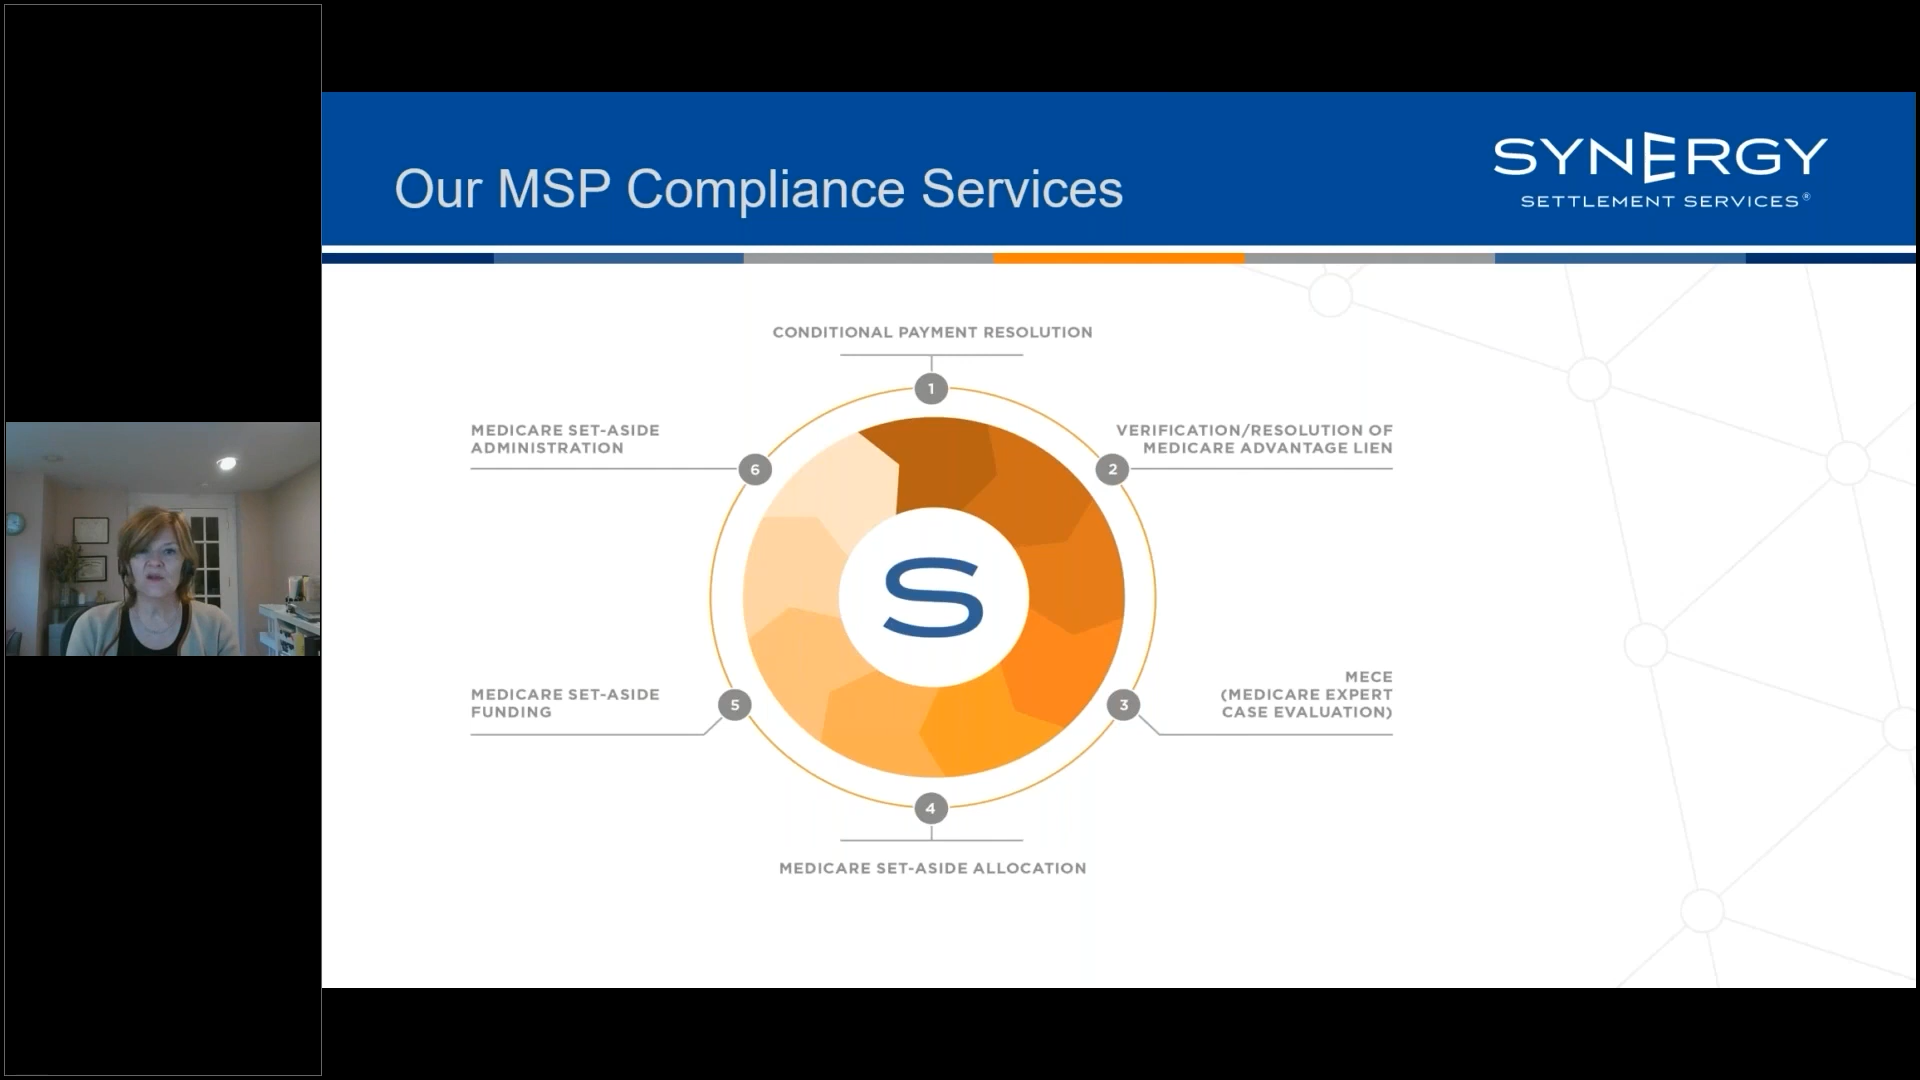 Our MSP Compliance Services
SYNERGY
SETTLEMENT SERVICES®
CONDITIONAL PAYMENT RESOLUTION
1
VERIFICATION/RESOLUTION OF
MEDICARE ADVANTAGE LIEN
2
MECE
(MEDICARE EXPERT
CASE EVALUATION)
3
4
MEDICARE SET-ASIDE ALLOCATION
MEDICARE SET-ASIDE
FUNDING
5
MEDICARE SET-ASIDE
ADMINISTRATION
6
S